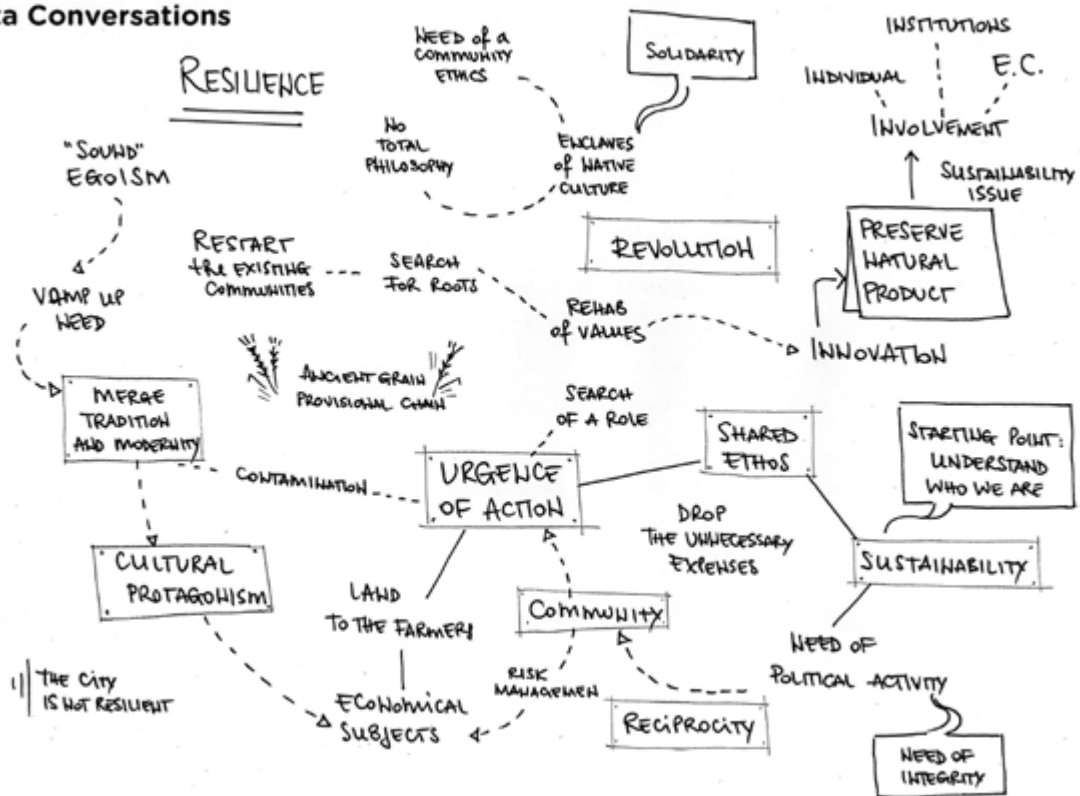 ta Conversations
RESILIENCE
NEED of a
COMMUNITY
ETHICS
SOLIDARITY
INSTITUTIONS
INDIVIDUAL
E.C.
INVOLVEMENT
"SOUND"
EGOISM
NO
TOTAL
PHILOSOPHY
ENCLAVES
of NATIVE
CULTURE
SUSTAINABILITY
ISSUE
PRESERVE
NATURAL
PRODUCT
REVOLUTION
RESTART
the EXISTING
COMMUNITIES
SEARCH
FOR ROOTS
REHAB
of VALUES
INNOVATION
VAMP UP
NEED
ANCIENT GRAIN
PROVISIONAL CHAIN
MERGE
TRADITION
AND MODERNITY
SEARCH
OF A ROLE
SHARED
ETHOS
STARTING POINT:
UNDERSTAND
WHO WE ARE
CONTAMINATION
URGENCE
OF ACTION
DROP
THE UNNECESSARY
EXPENSES
SUSTAINABILITY
CULTURAL
PROTAGONISM
LAND
TO THE FARMERS
COMMUNITY
NEED OF
POLITICAL ACTIVITY
THE CITY
IS NOT RESILIENT
RISK
MANAGEMEN
ECONOMICAL
SUBJECTS
RECIPROCITY
NEED OF
INTEGRITY